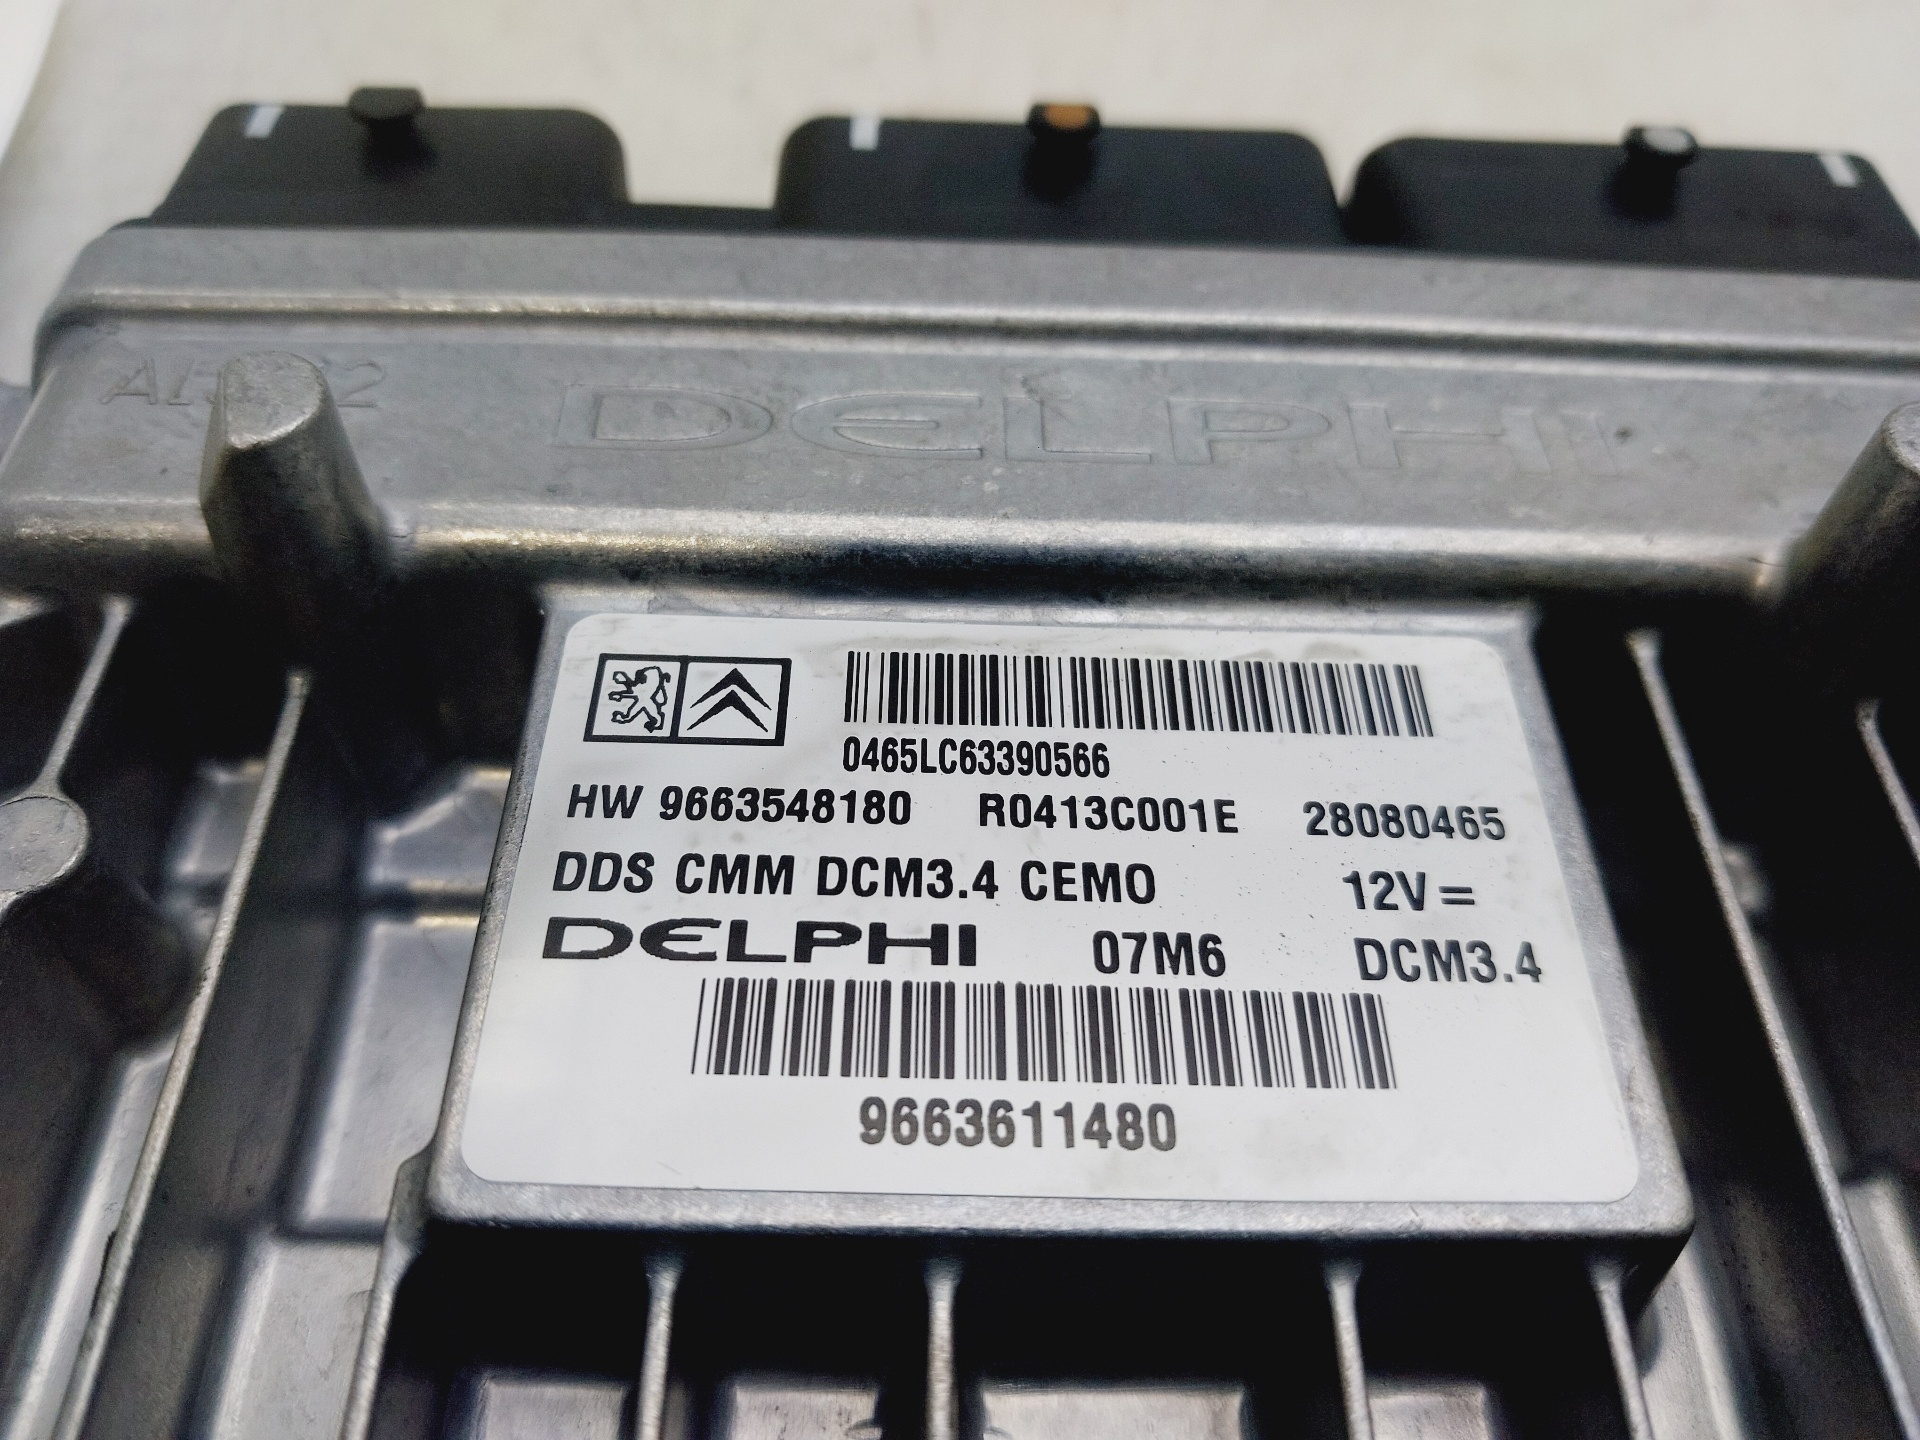 DELPHI
0465LC63390566
HW 9663548180 R0413C001E 28080465
DDS CMM DCM3.4 CEMO 12V=
DELPHI 07M6 DCM3.4
9663611480